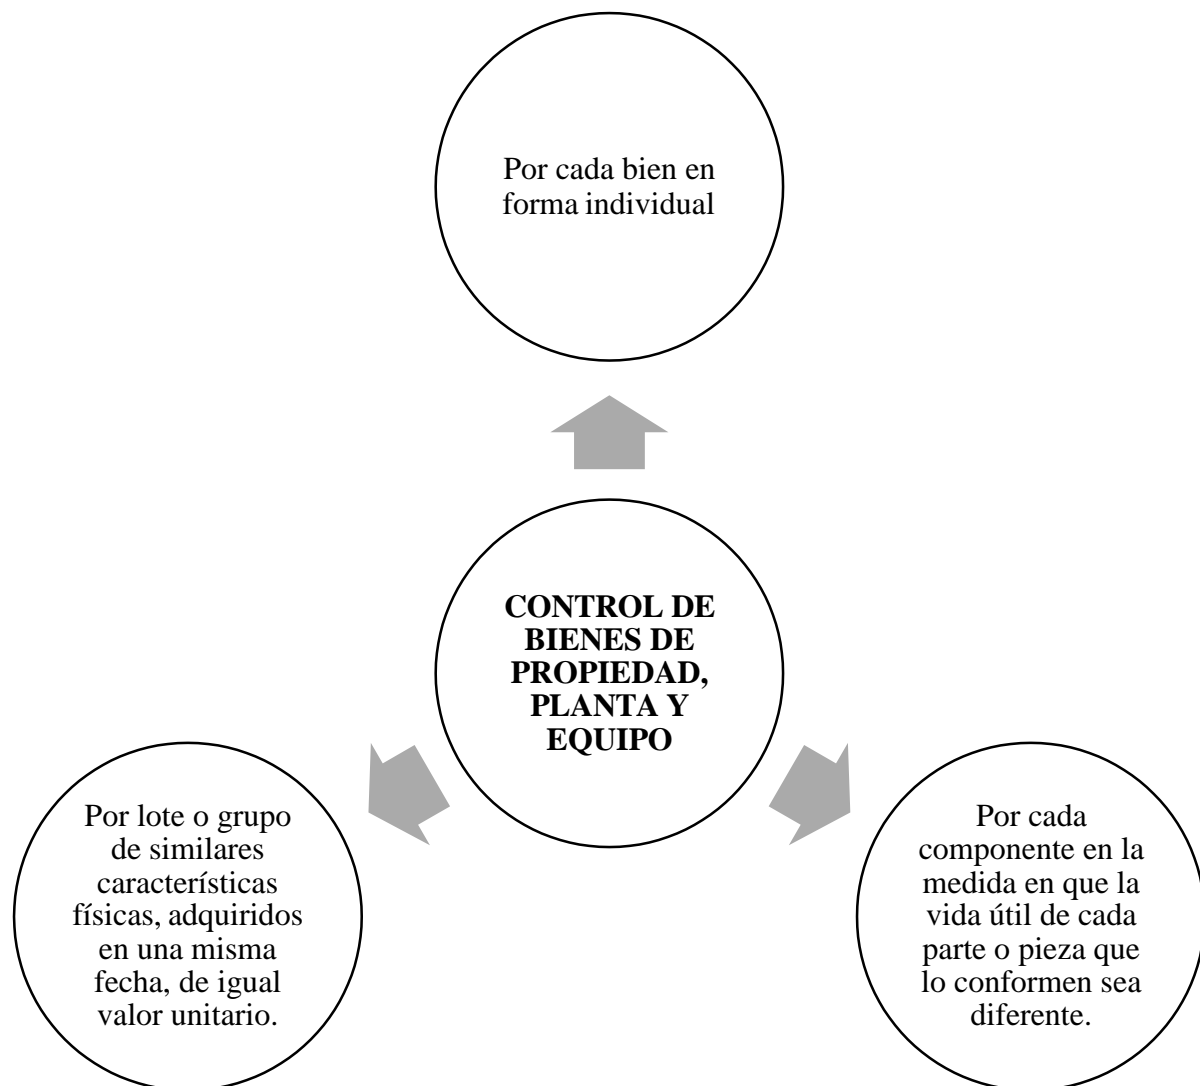 Por cada bien en
forma individual
CONTROL DE
BIENES DE
PROPIEDAD,
PLANTA Y
EQUIPO
Por lote o grupo
de similares
características
físicas, adquiridos
en una misma
fecha, de igual
valor unitario.
Por cada
componente en la
medida en que la
vida útil de cada
parte o pieza que
lo conformen sea
diferente.